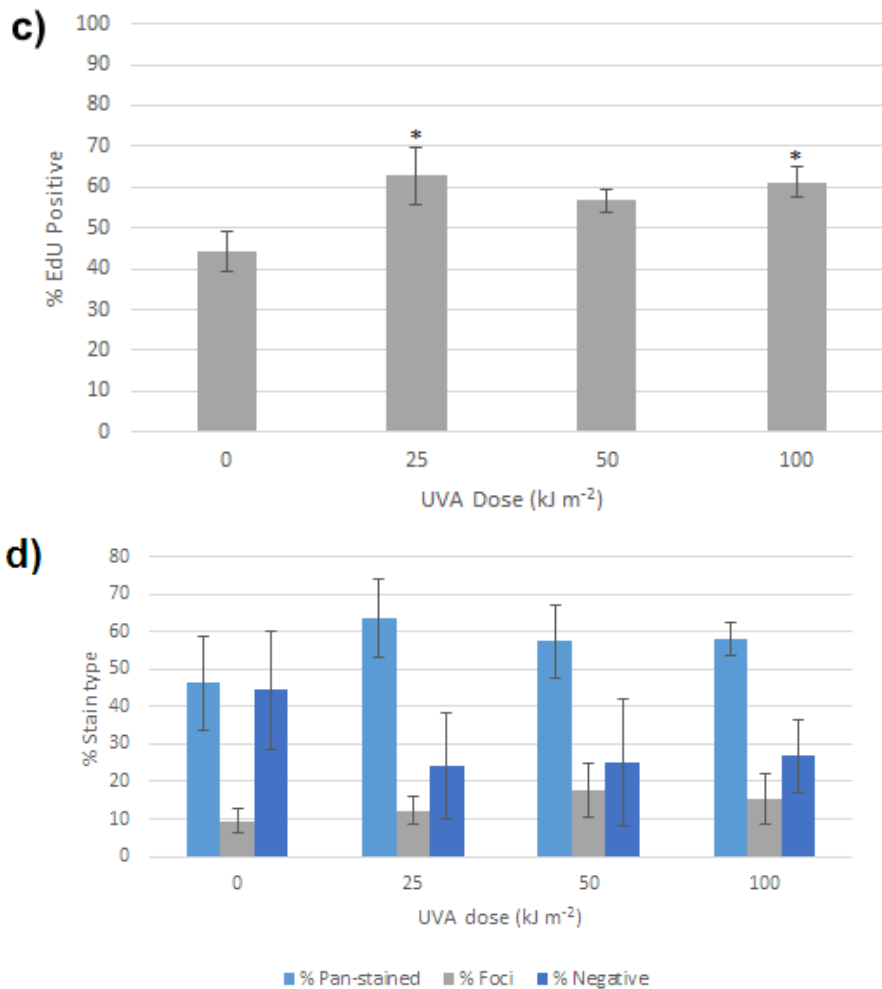 c)
100
90
80
70
60
50
40
30
20
10
0
% EdU Positive
*
*
0 25 50 100
UVA Dose (kJ m⁻²)
d)
80
70
60
50
40
30
20
10
0
% Stain type
0 25 50 100
UVA dose (kJ m⁻²)
% Pan-stained % Foci % Negative